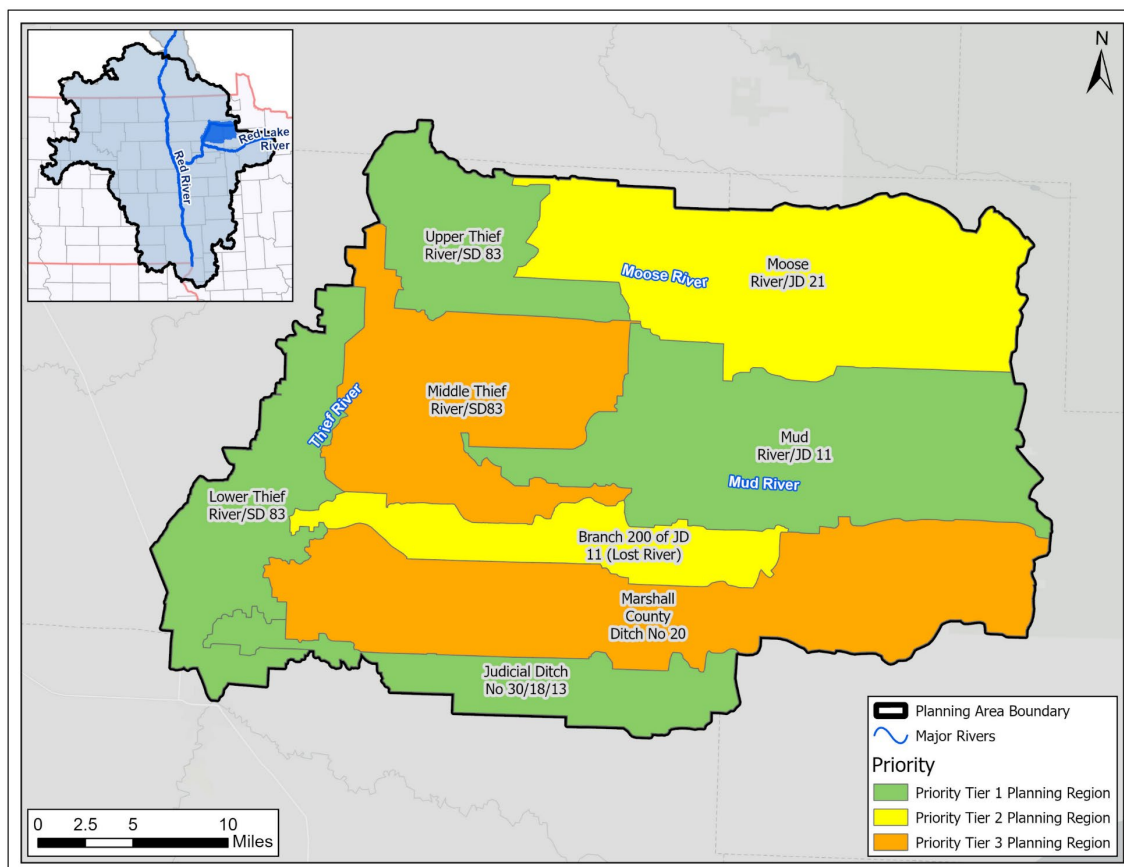 Red River
Red Lake
River
N
Upper Thief
River/SD 83
Moose River
Moose
River/JD 21
Thief River
Middle Thief
River/SD83
Mud
River/JD 11
Mud River
Lower Thief
River/SD 83
Branch 200 of JD
11 (Lost River)
Marshall
County
Ditch No 20
Judicial Ditch
No 30/18/13
Planning Area Boundary
Major Rivers
Priority
Priority Tier 1 Planning Region
Priority Tier 2 Planning Region
Priority Tier 3 Planning Region
0 2.5 5 10
Miles